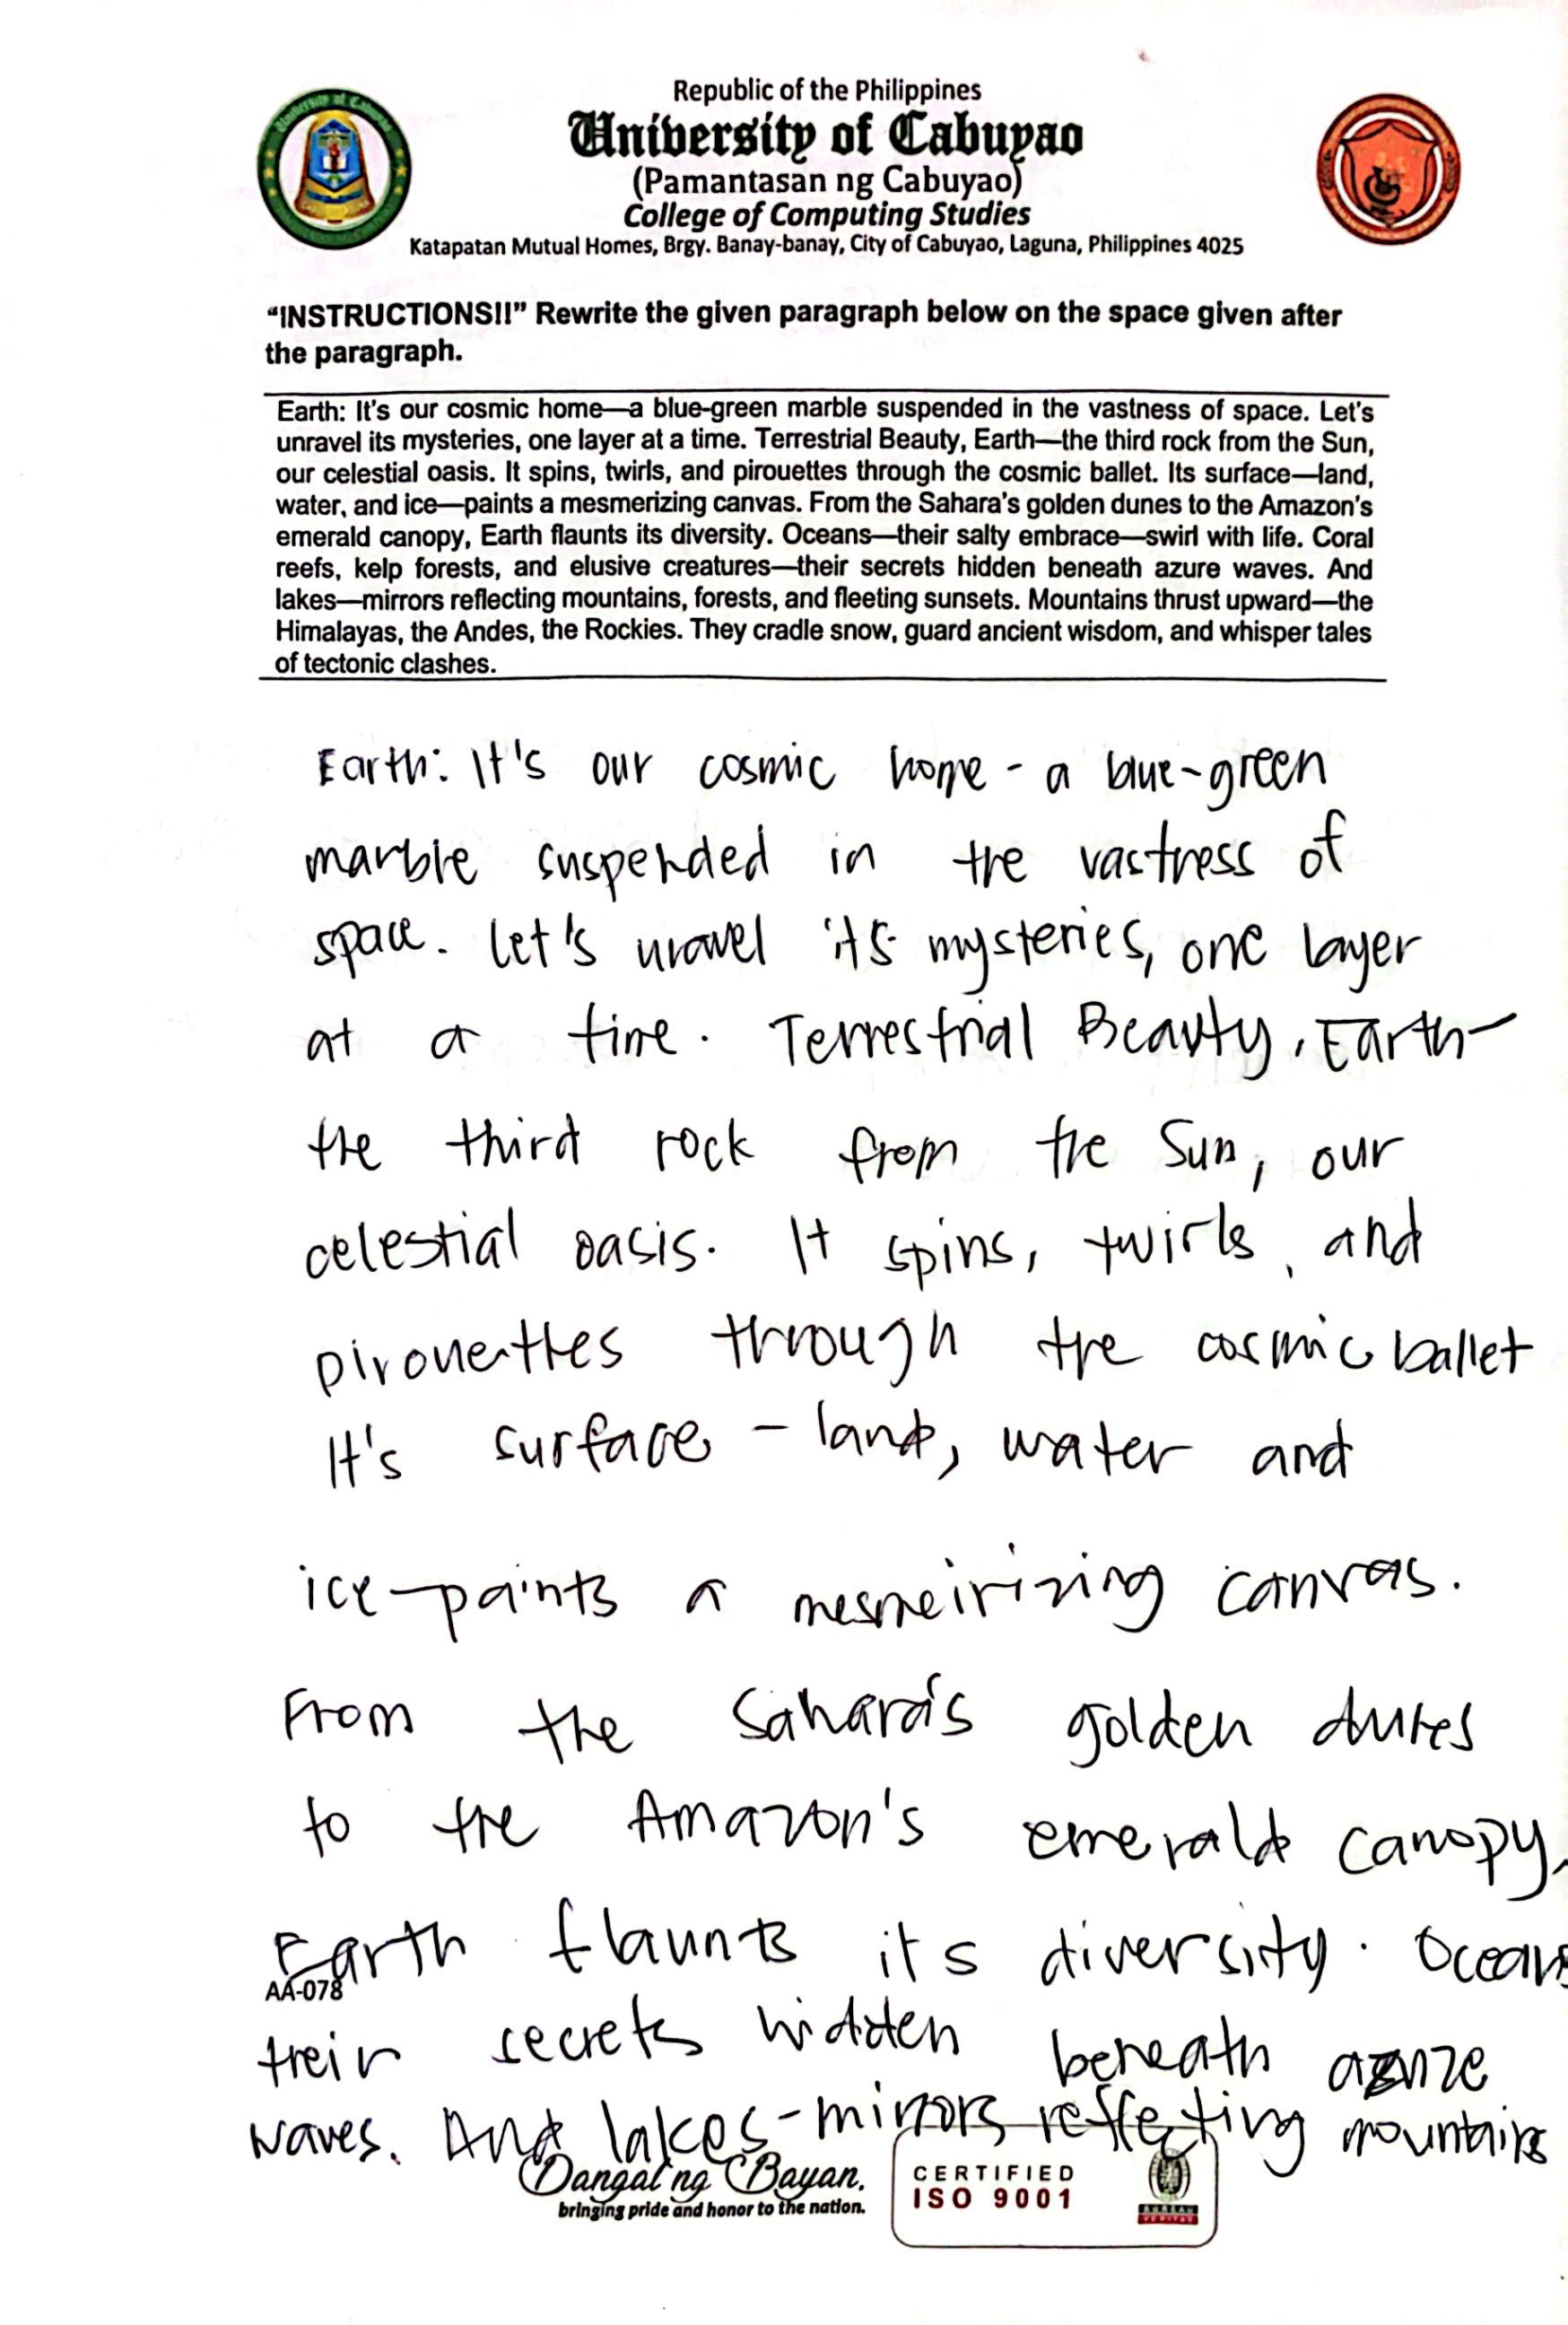 Republic of the Philippines
University of Cabuyao
(Pamantasan ng Cabuyao)
College of Computing Studies
Katapatan Mutual Homes, Brgy. Banay-banay, City of Cabuyao, Laguna, Philippines 4025
“INSTRUCTIONS!!” Rewrite the given paragraph below on the space given after
the paragraph.
Earth: It’s our cosmic home—a blue-green marble suspended in the vastness of space. Let’s
unravel its mysteries, one layer at a time. Terrestrial Beauty, Earth—the third rock from the Sun,
our celestial oasis. It spins, twirls, and pirouettes through the cosmic ballet. Its surface—land,
water, and ice—paints a mesmerizing canvas. From the Sahara’s golden dunes to the Amazon’s
emerald canopy, Earth flaunts its diversity. Oceans—their salty embrace—swirl with life. Coral
reefs, kelp forests, and elusive creatures—their secrets hidden beneath azure waves. And
lakes—mirrors reflecting mountains, forests, and fleeting sunsets. Mountains thrust upward—the
Himalayas, the Andes, the Rockies. They cradle snow, guard ancient wisdom, and whisper tales
of tectonic clashes.
Earth: It's our cosmic home - a blue-green
marble suspended in the vastness of
space. Let's unravel its mysteries, one layer
at a time. Terrestrial Beauty, Earth-
the third rock from the Sun, our
celestial oasis. It spins, twirls, and
pirouettes through the cosmic ballet
It's surface - land, water and
ice-paints a mesmeirizing canvas.
From the Sahara's golden dunes
to the Amazon's emerald canopy,
Earth flaunts its diversity. Oceans
AA-078
their secrets hidden beneath azure
waves. And lakes-mirrors reflecting mountains
Dangal ng Bayan.
bringing pride and honor to the nation.
CERTIFIED
ISO 9001
BUREAU
VERITAS